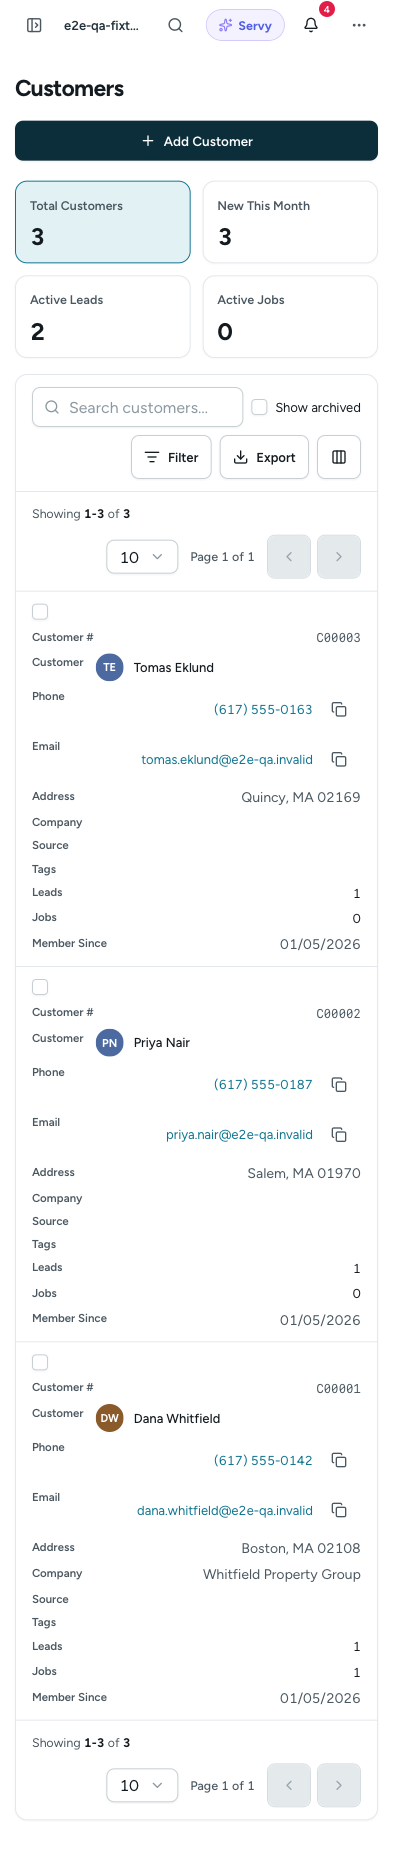 e2e-qa-fixt...
Servy
4
Customers
Add Customer
Total Customers
3
New This Month
3
Active Leads
2
Active Jobs
0
Search customers...
Show archived
Filter
Export
Showing 1-3 of 3
10
Page 1 of 1
Customer # C00003
Customer TE Tomas Eklund
Phone
(617) 555-0163
Email
tomas.eklund@e2e-qa.invalid
Address Quincy, MA 02169
Company
Source
Tags
Leads 1
Jobs 0
Member Since 01/05/2026
Customer # C00002
Customer PN Priya Nair
Phone
(617) 555-0187
Email
priya.nair@e2e-qa.invalid
Address Salem, MA 01970
Company
Source
Tags
Leads 1
Jobs 0
Member Since 01/05/2026
Customer # C00001
Customer DW Dana Whitfield
Phone
(617) 555-0142
Email
dana.whitfield@e2e-qa.invalid
Address Boston, MA 02108
Company Whitfield Property Group
Source
Tags
Leads 1
Jobs 1
Member Since 01/05/2026
Showing 1-3 of 3
10
Page 1 of 1